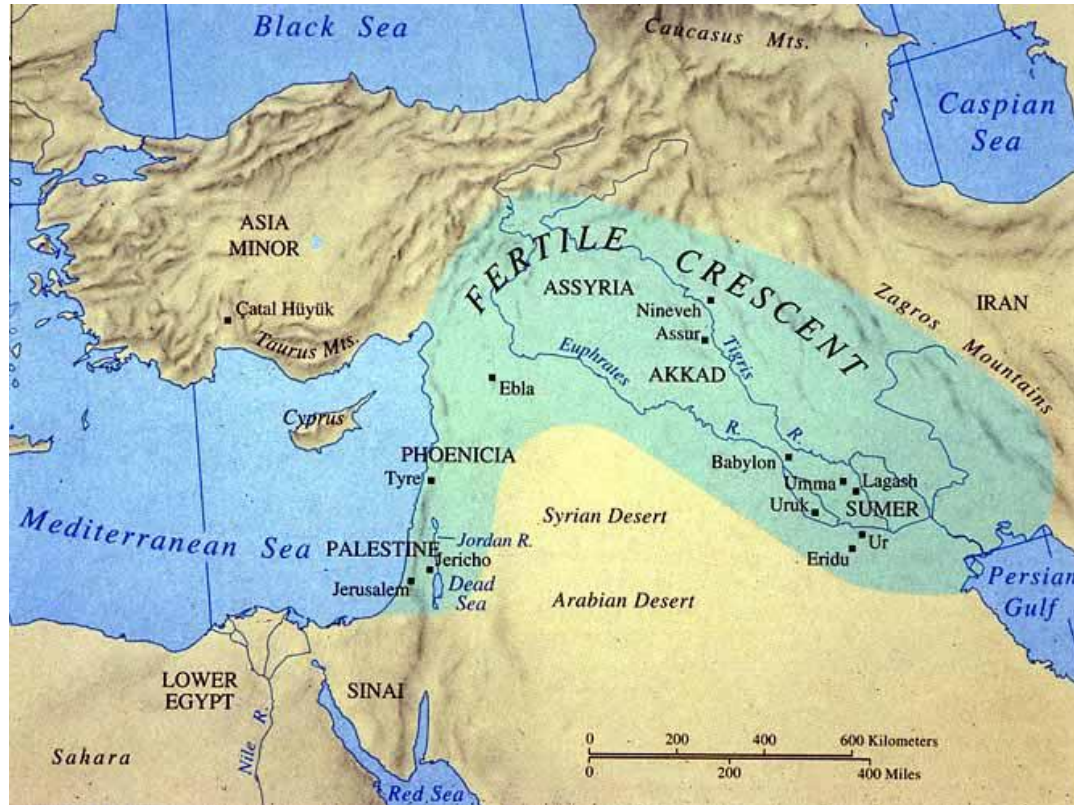 Black Sea
Caucasus Mts.
Caspian
Sea
ASIA
MINOR
FERTILE CRESCENT
ASSYRIA
Zagros
Mountains
IRAN
Nineveh
Çatal Hüyük
Taurus Mts.
Assur
Tigris
R.
Euphrates
R.
AKKAD
Ebla
Cyprus
PHOENICIA
Babylon
Tyre
Umma
Lagash
Uruk
SUMER
Syrian Desert
Mediterranean Sea
Jordan R.
PALESTINE
Jericho
Ur
Eridu
Jerusalem
Dead
Sea
Persian
Gulf
Arabian Desert
LOWER
EGYPT
SINAI
Nile R.
Sahara
Red Sea
0 200 400 600 Kilometers
0 200 400 Miles